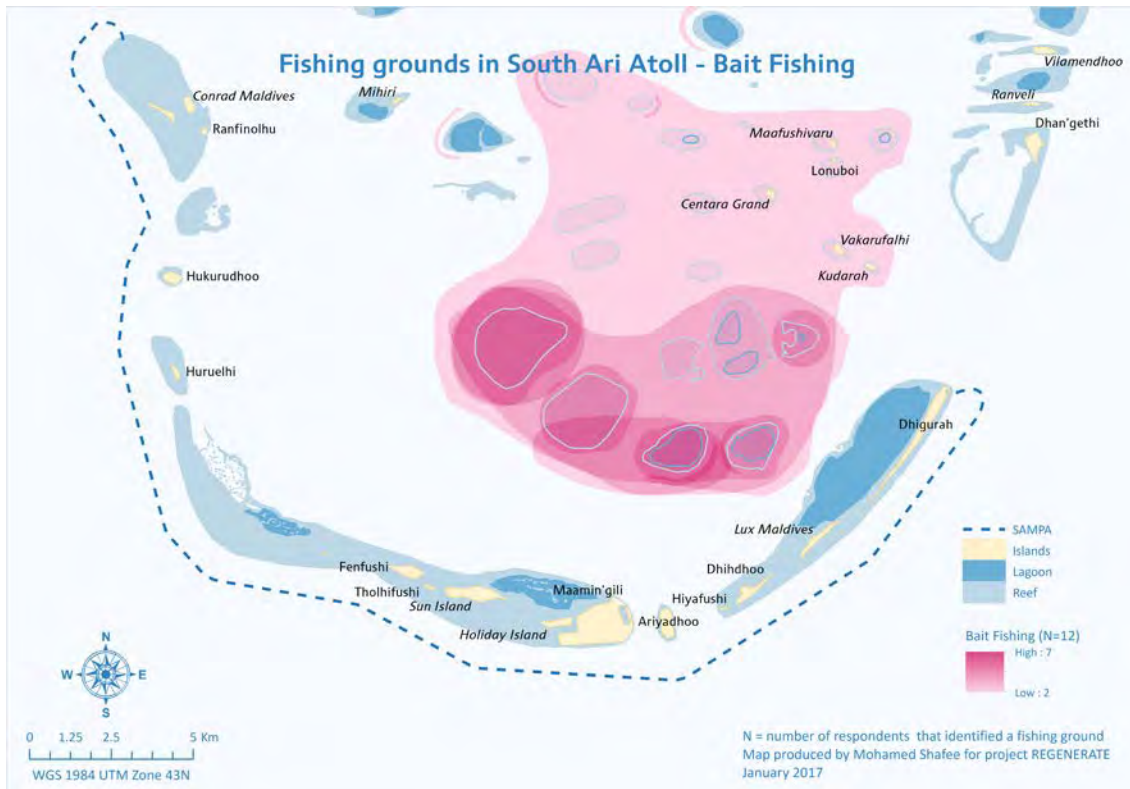 Fishing grounds in South Ari Atoll - Bait Fishing
Vilamendhoo
Conrad Maldives
Mihiri
Ranveli
Ranfinolhu
Maafushivaru
Dhan'gethi
Lonuboi
Centara Grand
Vakarufalhi
Hukurudhoo
Kudarah
Huruelhi
Dhigurah
Lux Maldives
Fenfushi
Dhihdhoo
Tholhifushi
Maamin'gili
Hiyafushi
Sun Island
Ariyadhoo
Holiday Island
SAMPA
Islands
Lagoon
Reef
Bait Fishing (N=12)
High : 7
Low : 2
N
W E
S
0 1.25 2.5 5 Km
WGS 1984 UTM Zone 43N
N = number of respondents that identified a fishing ground
Map produced by Mohamed Shafee for project REGENERATE
January 2017